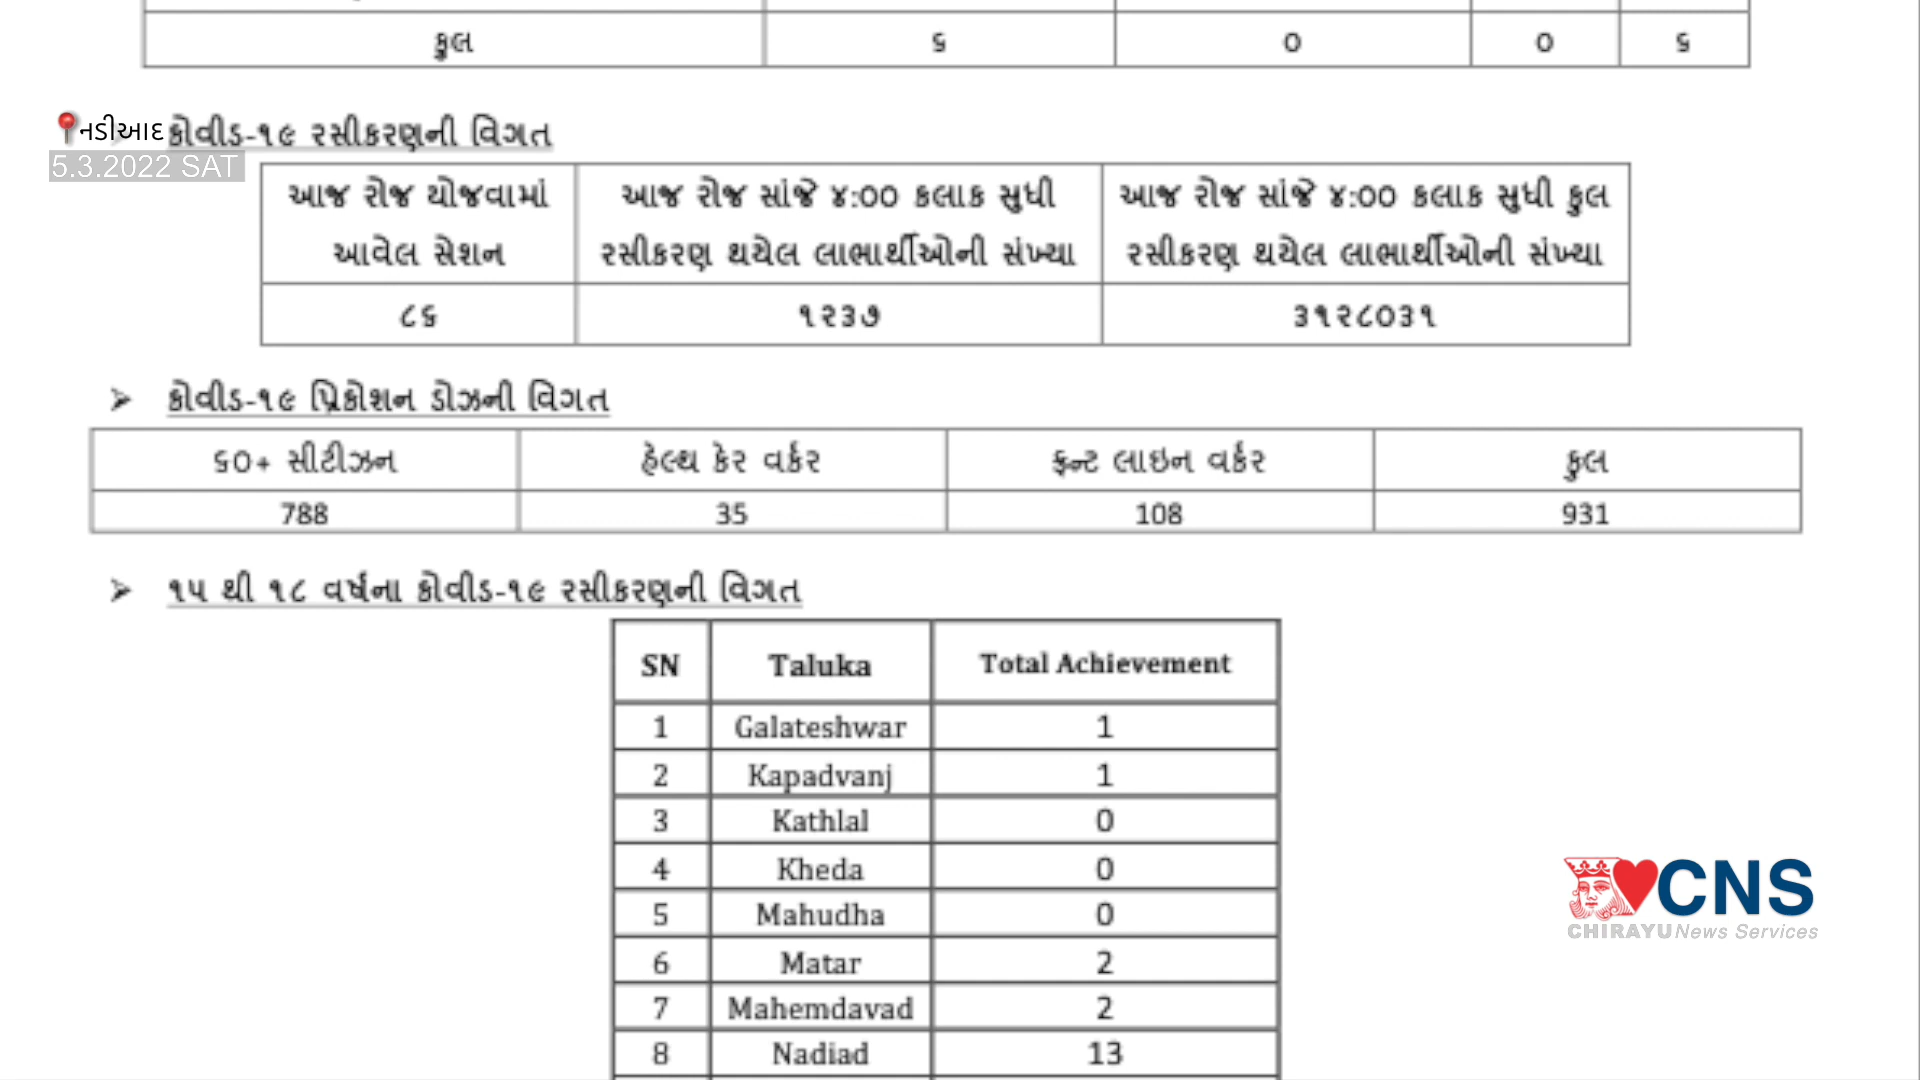 કુલ ૬ ૦ ૦ ૬
નડીઆદ
5.3.2022 SAT
કોવીડ-૧૯ રસીકરણની વિગત
આજ રોજ યોજવામાં આવેલ સેશન
આજ રોજ સાંજે ૪:૦૦ કલાક સુધી રસીકરણ થયેલ લાભાર્થીઓની સંખ્યા
આજ રોજ સાંજે ૪:૦૦ કલાક સુધી કુલ રસીકરણ થયેલ લાભાર્થીઓની સંખ્યા
૮૬ ૧૨૩૭ ૩૧૨૮૦૩૧
➢ કોવીડ-૧૯ પ્રિકોશન ડોઝની વિગત
૬૦+ સીટીઝન હેલ્થ કેર વર્કર ફ્રન્ટ લાઇન વર્કર કુલ
788 35 108 931
➢ ૧૫ થી ૧૮ વર્ષના કોવીડ-૧૯ રસીકરણની વિગત
SN Taluka Total Achievement
1 Galateshwar 1
2 Kapadvanj 1
3 Kathlal 0
4 Kheda 0
5 Mahudha 0
6 Matar 2
7 Mahemdavad 2
8 Nadiad 13
CNS
CHIRAYU News Services